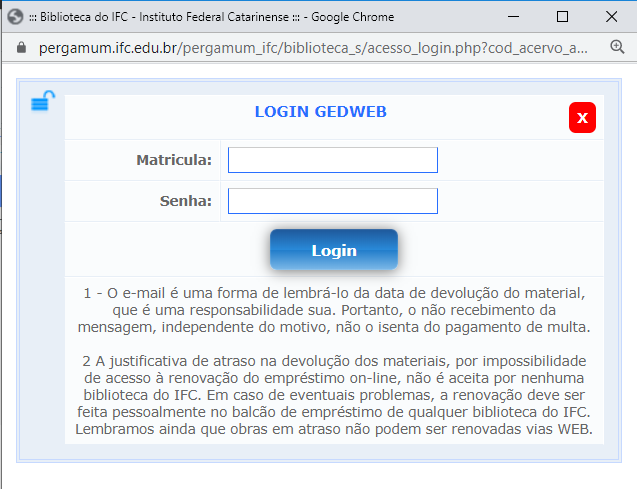 ::: Biblioteca do IFC - Instituto Federal Catarinense ::: - Google Chrome
pergamum.ifc.edu.br/pergamum_ifc/biblioteca_s/acesso_login.php?cod_acervo_a...
LOGIN GEDWEB
X
Matricula:
Senha:
Login
1 - O e-mail é uma forma de lembrá-lo da data de devolução do material,
que é uma responsabilidade sua. Portanto, o não recebimento da
mensagem, independente do motivo, não o isenta do pagamento de multa.
2 A justificativa de atraso na devolução dos materiais, por impossibilidade
de acesso à renovação do empréstimo on-line, não é aceita por nenhuma
biblioteca do IFC. Em caso de eventuais problemas, a renovação deve ser
feita pessoalmente no balcão de empréstimo de qualquer biblioteca do IFC.
Lembramos ainda que obras em atraso não podem ser renovadas vias WEB.